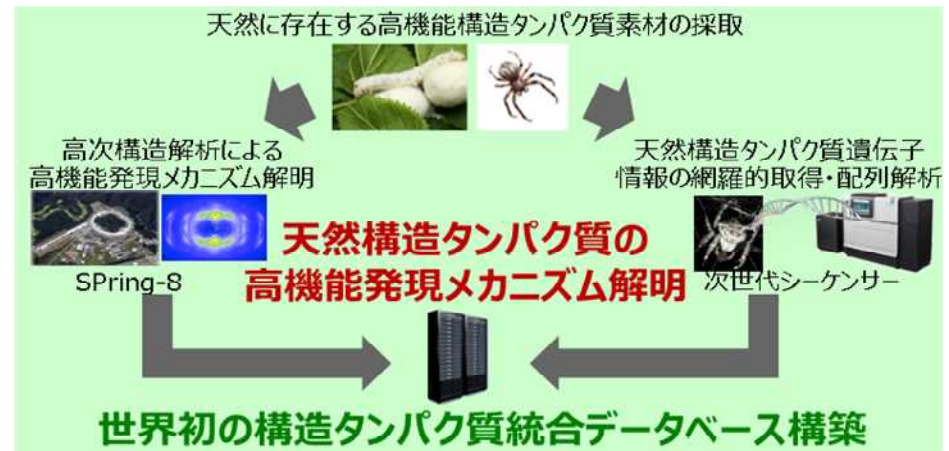 天然に存在する高機能構造タンパク質素材の採取
高次構造解析による
高機能発現メカニズム解明
天然構造タンパク質遺伝子
情報の網羅的取得・配列解析
SPring-8
天然構造タンパク質の
高機能発現メカニズム解明
次世代シーケンサー
世界初の構造タンパク質統合データベース構築